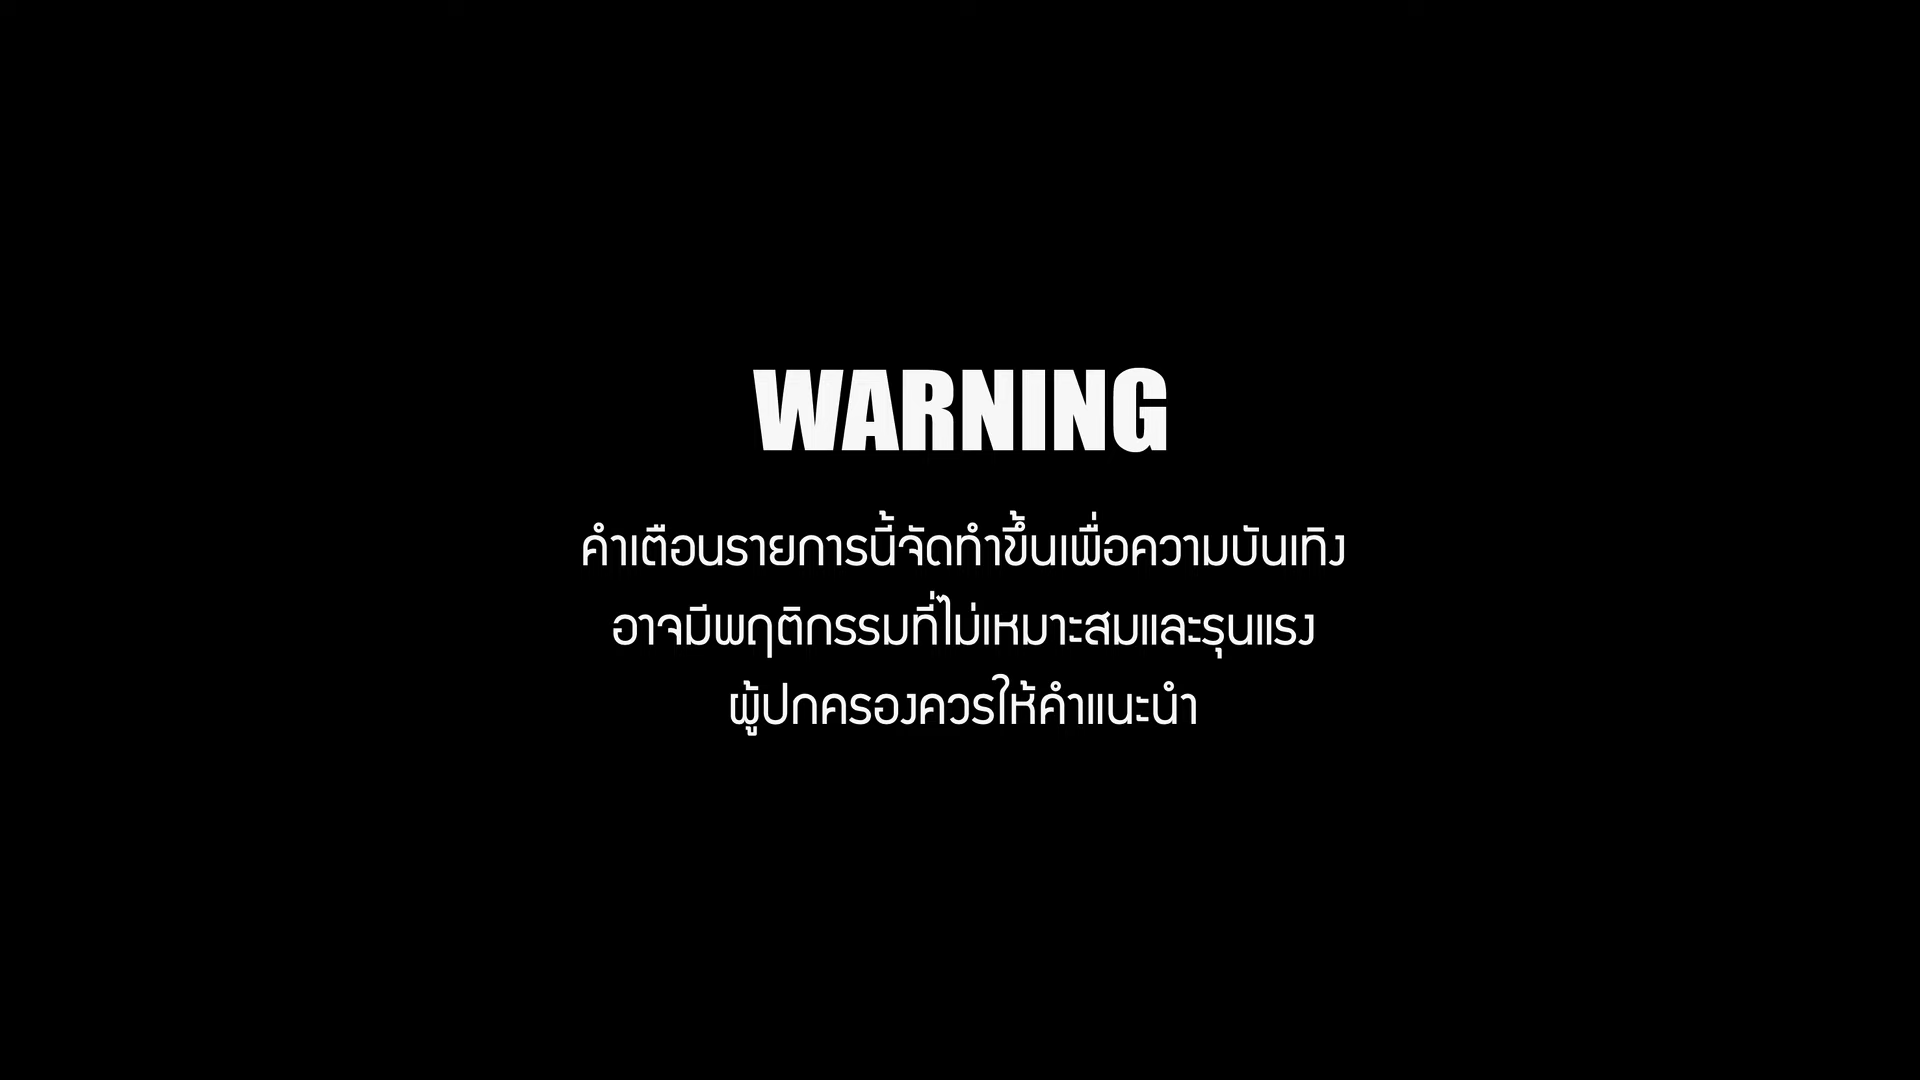 WARNING
คำเตือนรายการนี้จัดทำขึ้นเพื่อความบันเทิง
อาจมีพฤติกรรมที่ไม่เหมาะสมและรุนแรง
ผู้ปกครองควรให้คำแนะนำ